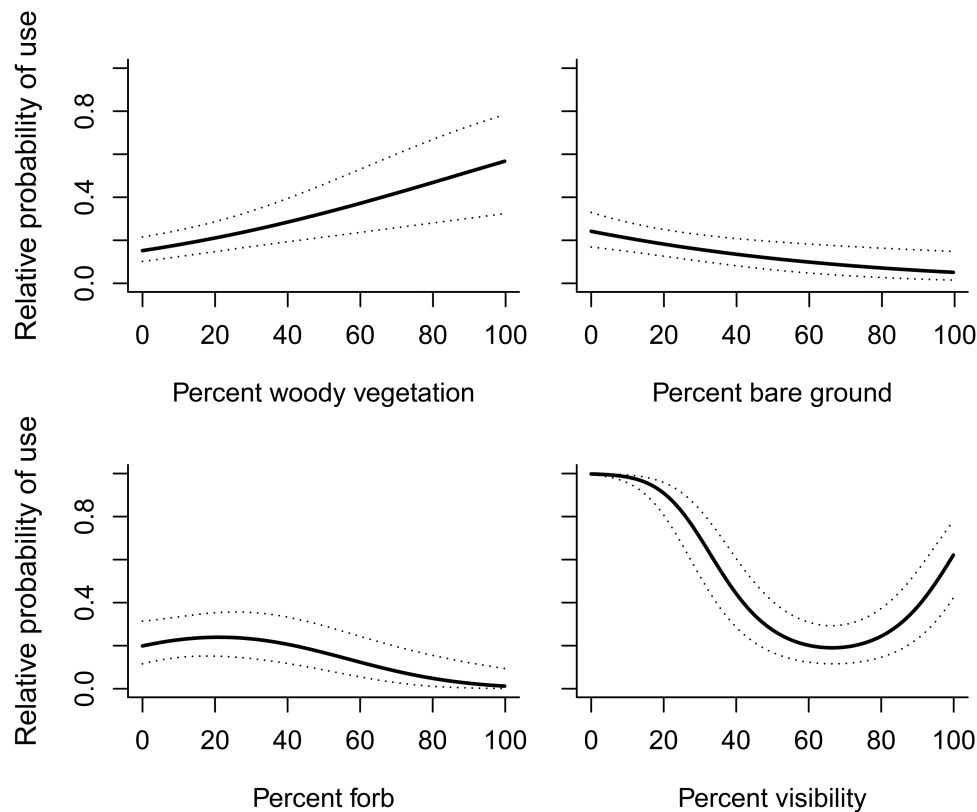 Relative probability of use
0.0 0.4 0.8
0 20 40 60 80 100
Percent woody vegetation
0 20 40 60 80 100
Percent bare ground
Relative probability of use
0.0 0.4 0.8
0 20 40 60 80 100
Percent forb
0 20 40 60 80 100
Percent visibility